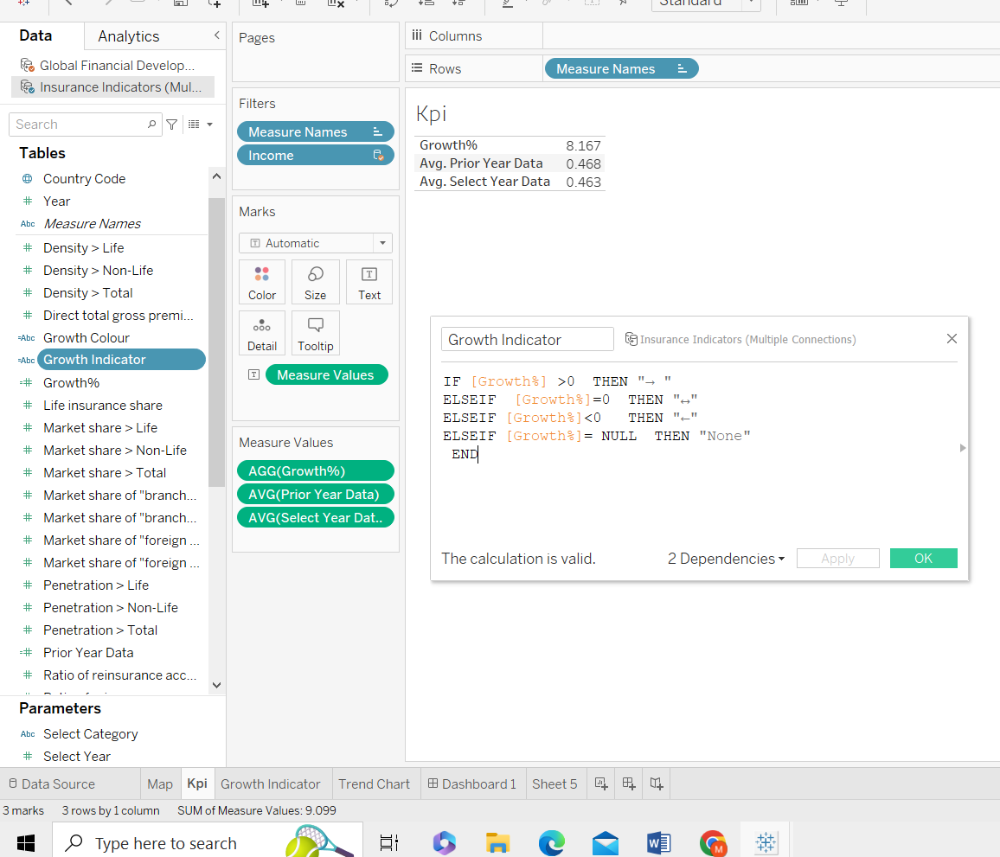 Standard
Data
Analytics
Global Financial Develop...
Insurance Indicators (Mul...
Search
Tables
Country Code
Year
Abc Measure Names
Density > Life
Density > Non-Life
Density > Total
Direct total gross premi...
=Abc Growth Colour
=Abc Growth Indicator
=# Growth%
# Life insurance share
# Market share > Life
# Market share > Non-Life
# Market share > Total
# Market share of "branch...
# Market share of "branch...
# Market share of "foreign ...
# Market share of "foreign ...
# Penetration > Life
# Penetration > Non-Life
# Penetration > Total
=# Prior Year Data
# Ratio of reinsurance acc...
Parameters
Abc Select Category
# Select Year
Pages
Filters
Measure Names
Income
Marks
T Automatic
Color
Size
Text
Detail
Tooltip
T Measure Values
Measure Values
AGG(Growth%)
AVG(Prior Year Data)
AVG(Select Year Dat..
iii Columns
Rows
Measure Names
Kpi
Growth% 8.167
Avg. Prior Year Data 0.468
Avg. Select Year Data 0.463
Growth Indicator
Insurance Indicators (Multiple Connections)
IF [Growth%] >0 THEN "→ "
ELSEIF [Growth%]=0 THEN "↔"
ELSEIF [Growth%]<0 THEN "←"
ELSEIF [Growth%]= NULL THEN "None"
END
The calculation is valid.
2 Dependencies
Apply
OK
Data Source
Map
Kpi
Growth Indicator
Trend Chart
Dashboard 1
Sheet 5
3 marks
3 rows by 1 column
SUM of Measure Values: 9.099
Type here to search
M